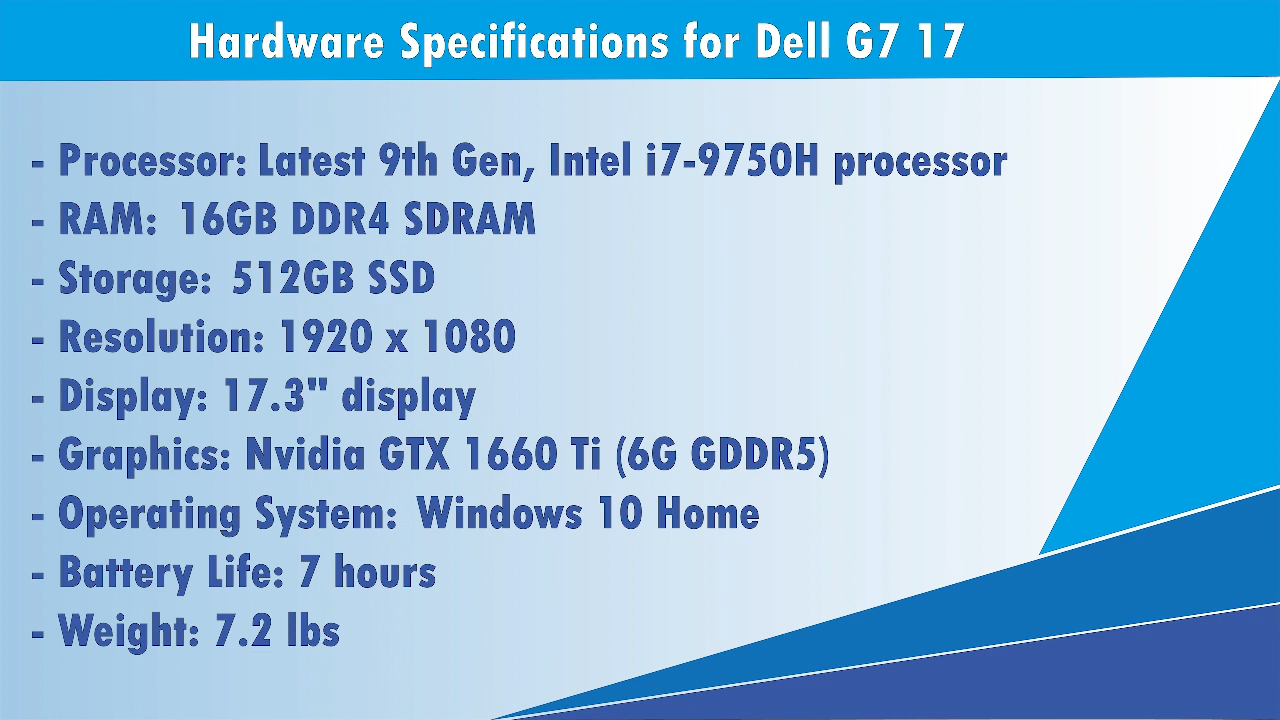 Hardware Specifications for Dell G7 17
- Processor: Latest 9th Gen, Intel i7-9750H processor
- RAM: 16GB DDR4 SDRAM
- Storage: 512GB SSD
- Resolution: 1920 x 1080
- Display: 17.3" display
- Graphics: Nvidia GTX 1660 Ti (6G GDDR5)
- Operating System: Windows 10 Home
- Battery Life: 7 hours
- Weight: 7.2 lbs